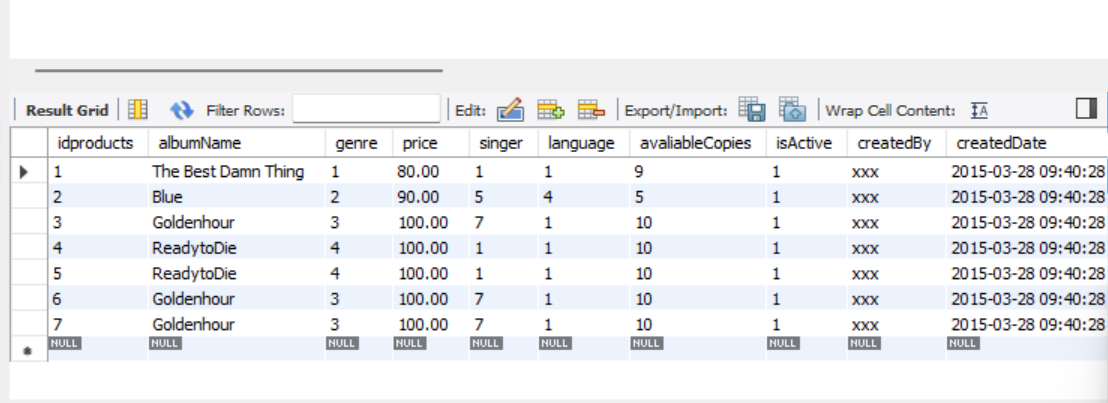 Result Grid Filter Rows: Edit: Export/Import: Wrap Cell Content: IA
idproducts albumName genre price singer language avaliableCopies isActive createdBy createdDate
1 The Best Damn Thing 1 80.00 1 1 9 1 xxx 2015-03-28 09:40:28
2 Blue 2 90.00 5 4 5 1 xxx 2015-03-28 09:40:28
3 Goldenhour 3 100.00 7 1 10 1 xxx 2015-03-28 09:40:28
4 ReadytoDie 4 100.00 1 1 10 1 xxx 2015-03-28 09:40:28
5 ReadytoDie 4 100.00 1 1 10 1 xxx 2015-03-28 09:40:28
6 Goldenhour 3 100.00 7 1 10 1 xxx 2015-03-28 09:40:28
7 Goldenhour 3 100.00 7 1 10 1 xxx 2015-03-28 09:40:28
NULL NULL NULL NULL NULL NULL NULL NULL NULL NULL